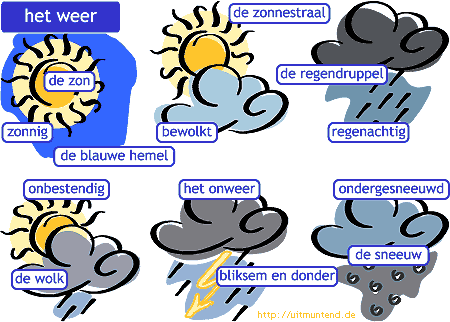 het weer
de zonnestraal
de zon
de regendruppel
zonnig
bewolkt
regenachtig
de blauwe hemel
onbestendig
het onweer
ondergesneeuwd
de wolk
bliksem en donder
de sneeuw
http://uitmuntend.de